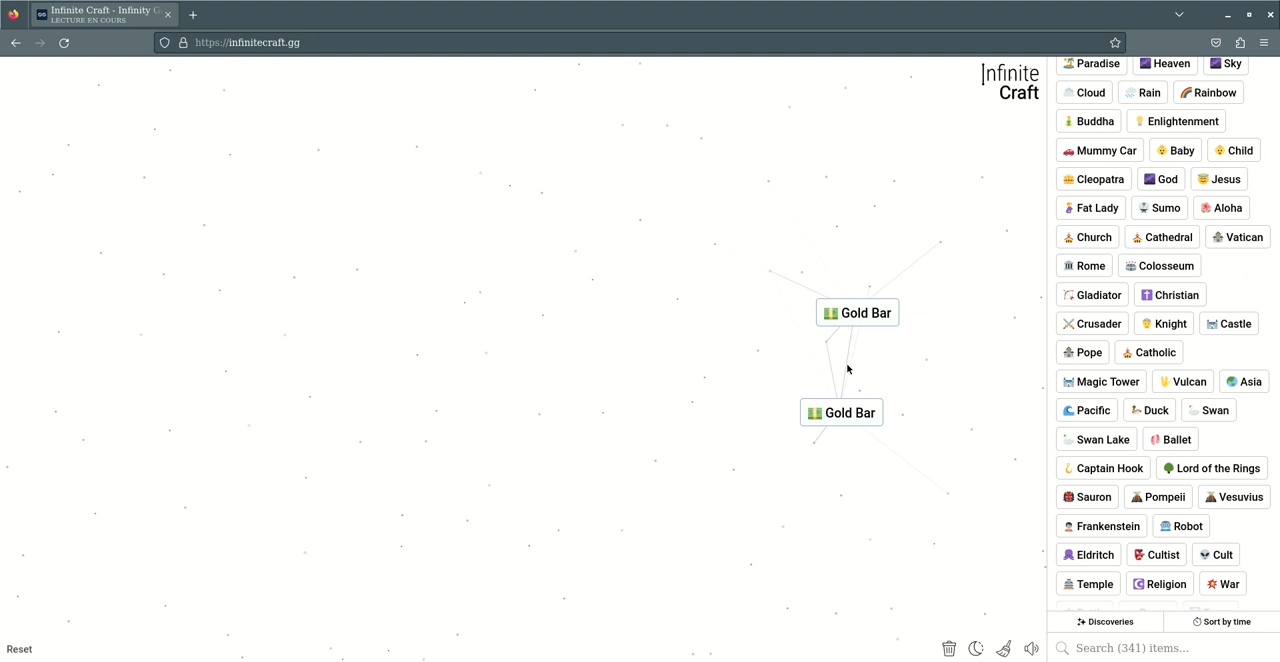 Infinite Craft - Infinity C
LECTURE EN COURS
https://infinitecraft.gg
Infinite
Craft
Paradise Heaven Sky
Cloud Rain Rainbow
Buddha Enlightenment
Mummy Car Baby Child
Cleopatra God Jesus
Fat Lady Sumo Aloha
Church Cathedral Vatican
Rome Colosseum
Gladiator Christian
Gold Bar
Crusader Knight Castle
Pope Catholic
Magic Tower Vulcan Asia
Pacific Duck Swan
Gold Bar
Swan Lake Ballet
Captain Hook Lord of the Rings
Sauron Pompeii Vesuvius
Frankenstein Robot
Eldritch Cultist Cult
Temple Religion War
Discoveries Sort by time
Reset
Search (341) items...